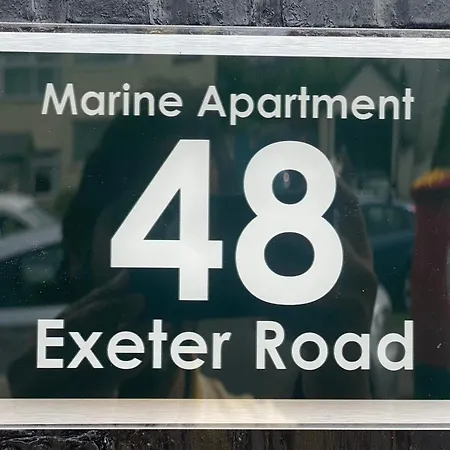 Marine Apartment
48
Exeter Road